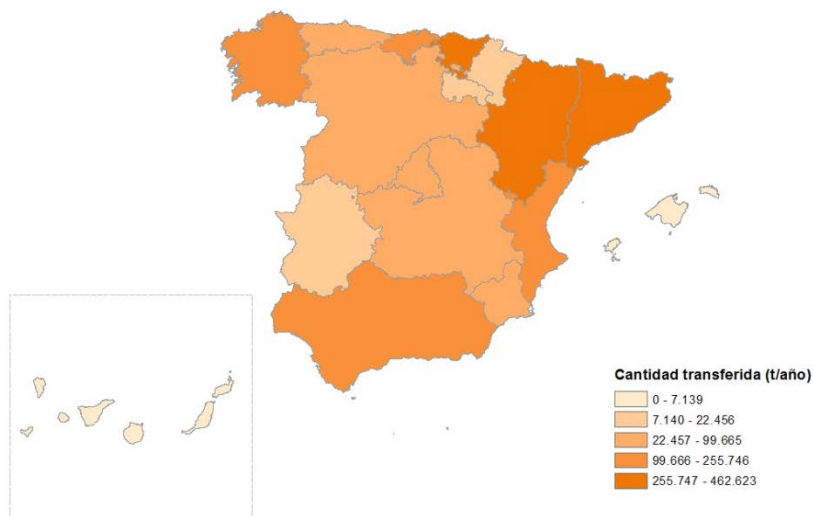 Cantidad transferida (t/año)
0 - 7.139
7.140 - 22.456
22.457 - 99.665
99.666 - 255.746
255.747 - 462.623